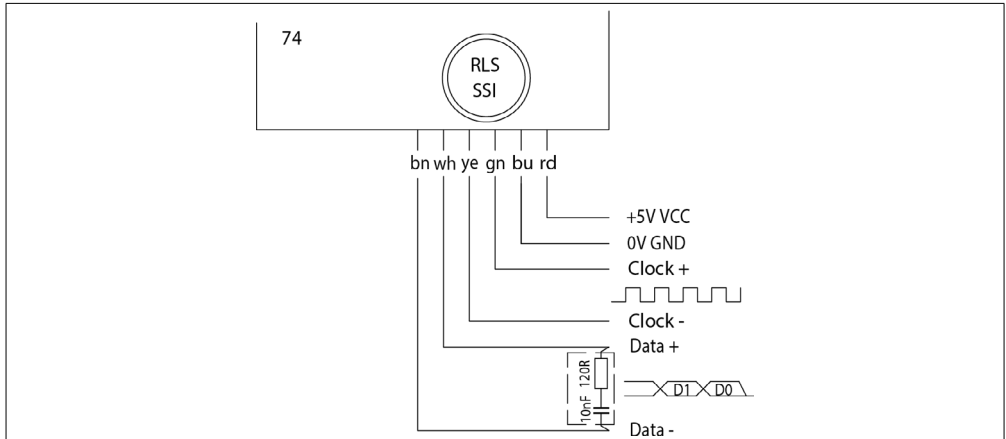 74
RLS
SSI
bn wh ye gn bu rd
+5V VCC
0V GND
Clock +
Clock -
Data +
120R
10nF
D1 D0
Data -